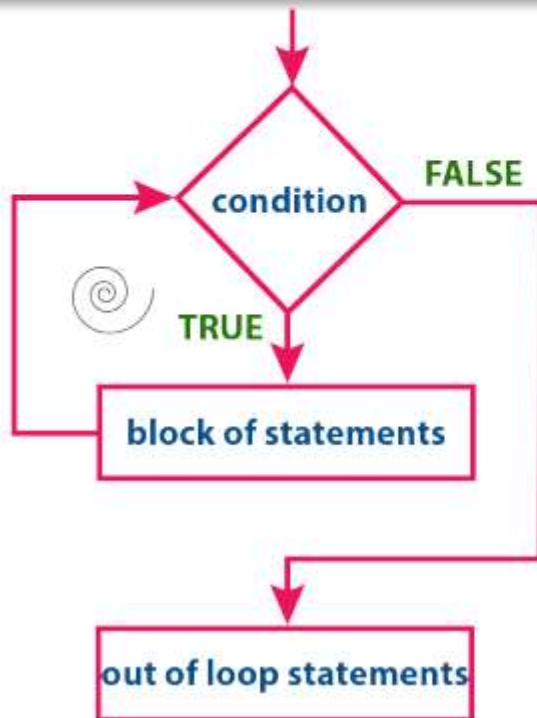 condition
FALSE
TRUE
block of statements
out of loop statements